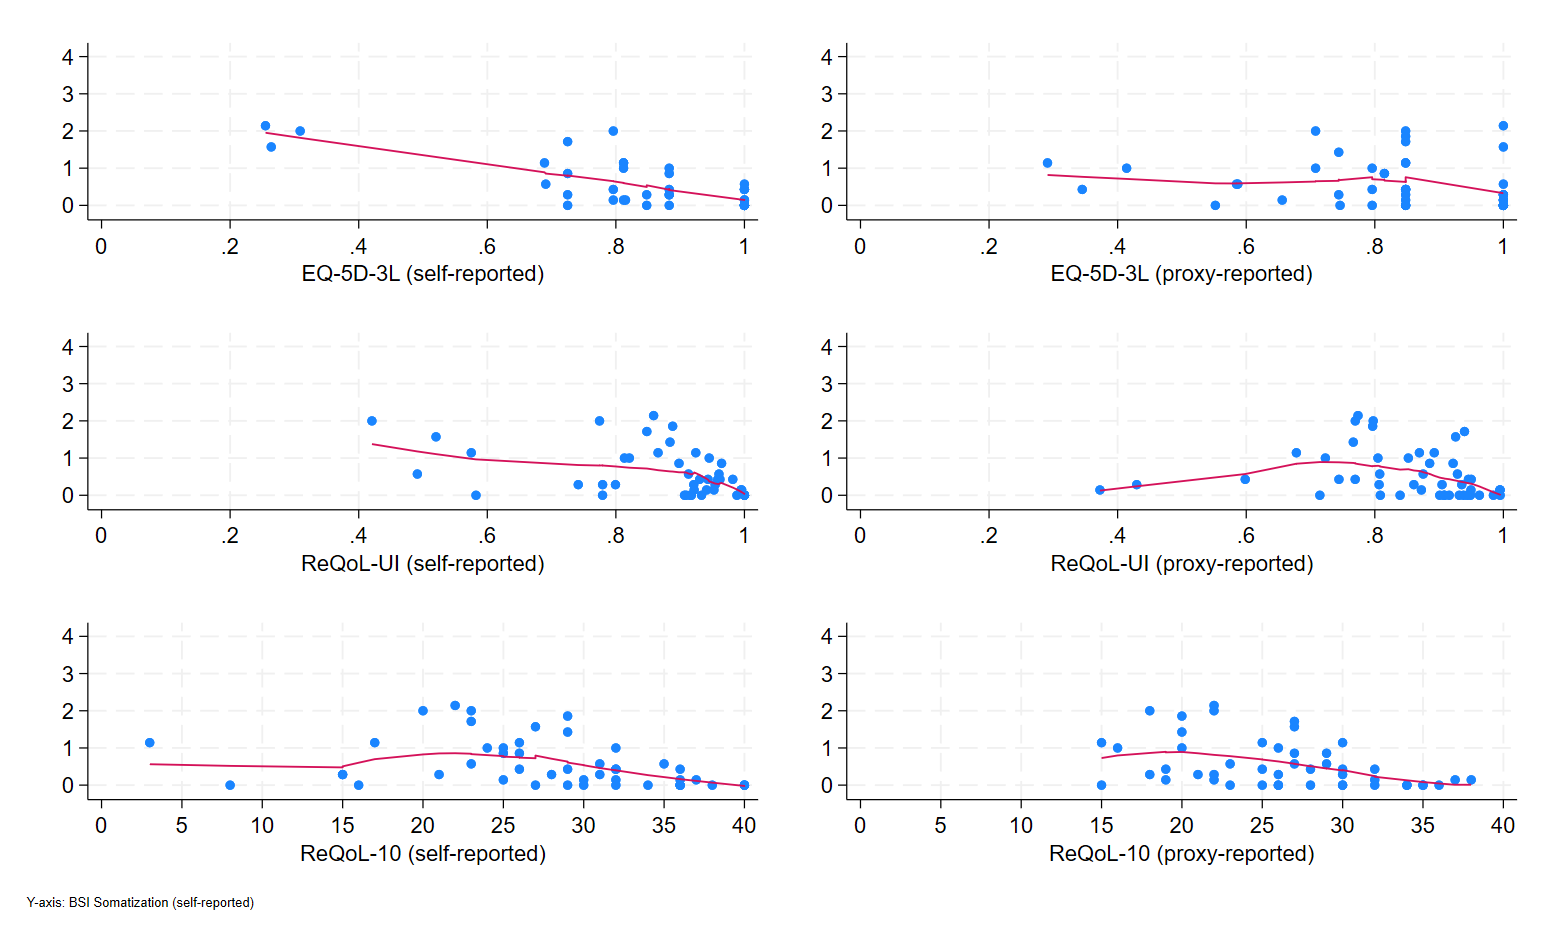 4
3
2
1
0
0 .2 .4 .6 .8 1
EQ-5D-3L (self-reported)
4
3
2
1
0
0 .2 .4 .6 .8 1
EQ-5D-3L (proxy-reported)
4
3
2
1
0
0 .2 .4 .6 .8 1
ReQoL-UI (self-reported)
4
3
2
1
0
0 .2 .4 .6 .8 1
ReQoL-UI (proxy-reported)
4
3
2
1
0
0 5 10 15 20 25 30 35 40
ReQoL-10 (self-reported)
4
3
2
1
0
0 5 10 15 20 25 30 35 40
ReQoL-10 (proxy-reported)
Y-axis: BSI Somatization (self-reported)